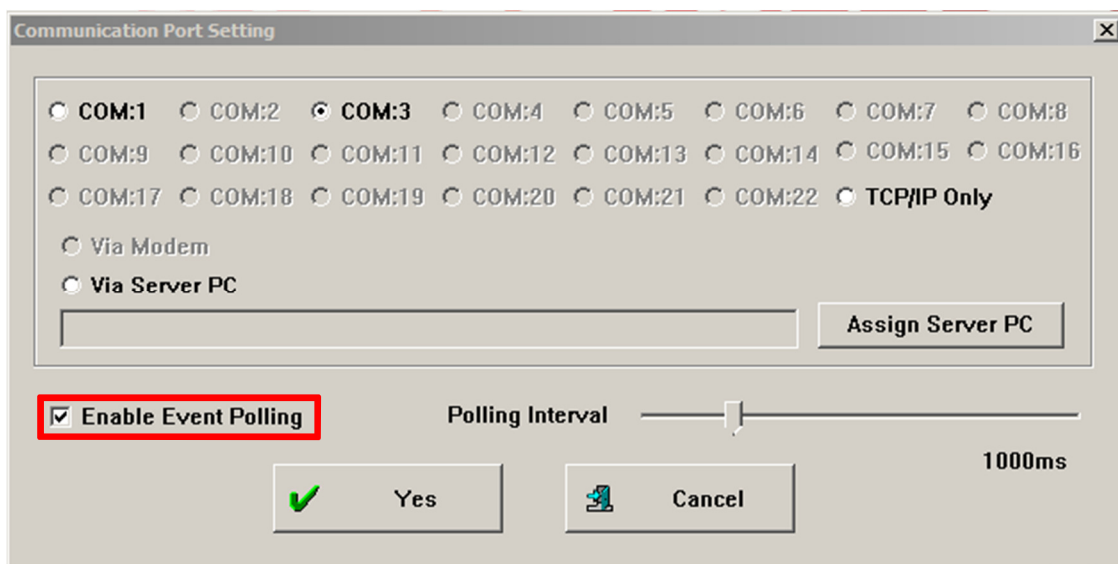 Communication Port Setting
COM:1 COM:2 COM:3 COM:4 COM:5 COM:6 COM:7 COM:8
COM:9 COM:10 COM:11 COM:12 COM:13 COM:14 COM:15 COM:16
COM:17 COM:18 COM:19 COM:20 COM:21 COM:22 TCP/IP Only
Via Modem
Via Server PC
Assign Server PC
Enable Event Polling Polling Interval
1000ms
Yes Cancel